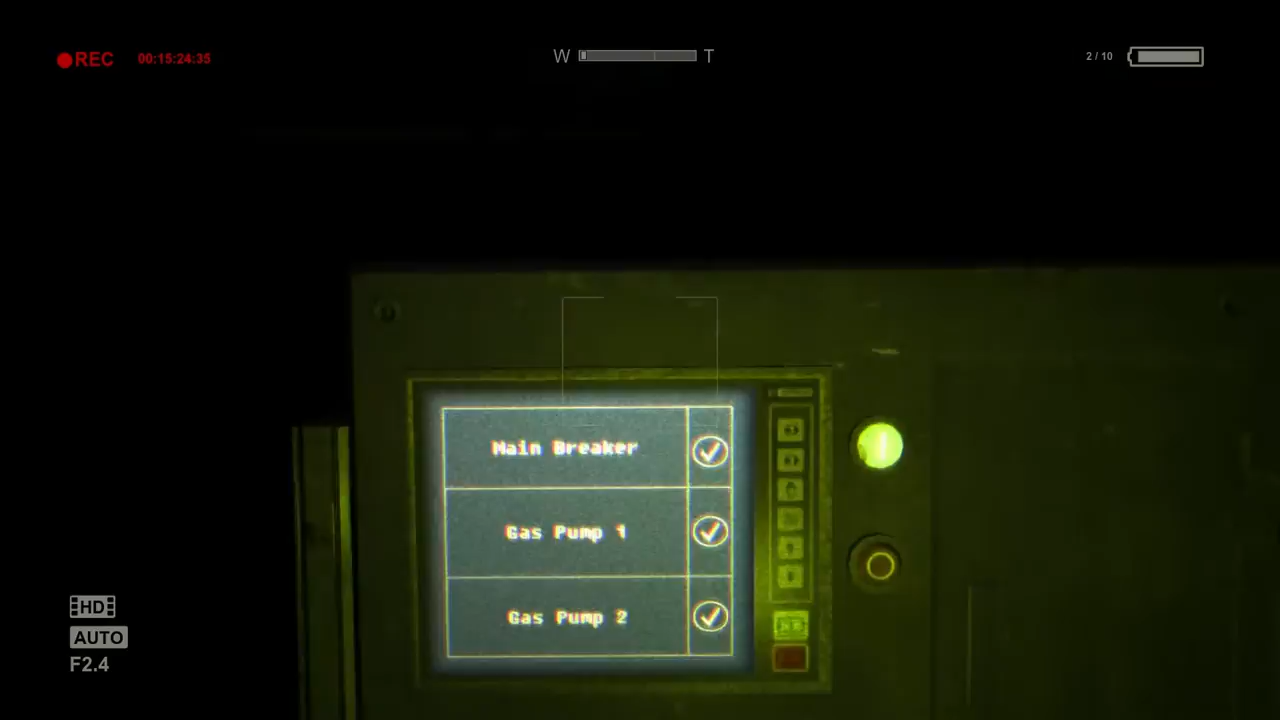 REC 00:15:24:35 W T 2 / 10
Main Breaker
Gas Pump 1
Gas Pump 2
HD
AUTO
F2.4